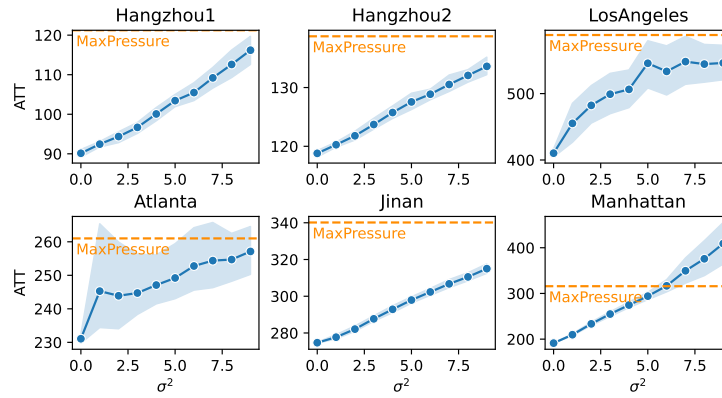 Hangzhou1 Hangzhou2 LosAngeles
ATT
120
110
100
90
MaxPressure
0.0 2.5 5.0 7.5
130
120
MaxPressure
0.0 2.5 5.0 7.5
500
400
MaxPressure
0.0 2.5 5.0 7.5
Atlanta Jinan Manhattan
ATT
260
250
240
230
MaxPressure
0.0 2.5 5.0 7.5
σ²
340
320
300
280
MaxPressure
0.0 2.5 5.0 7.5
σ²
400
300
200
MaxPressure
0.0 2.5 5.0 7.5
σ²